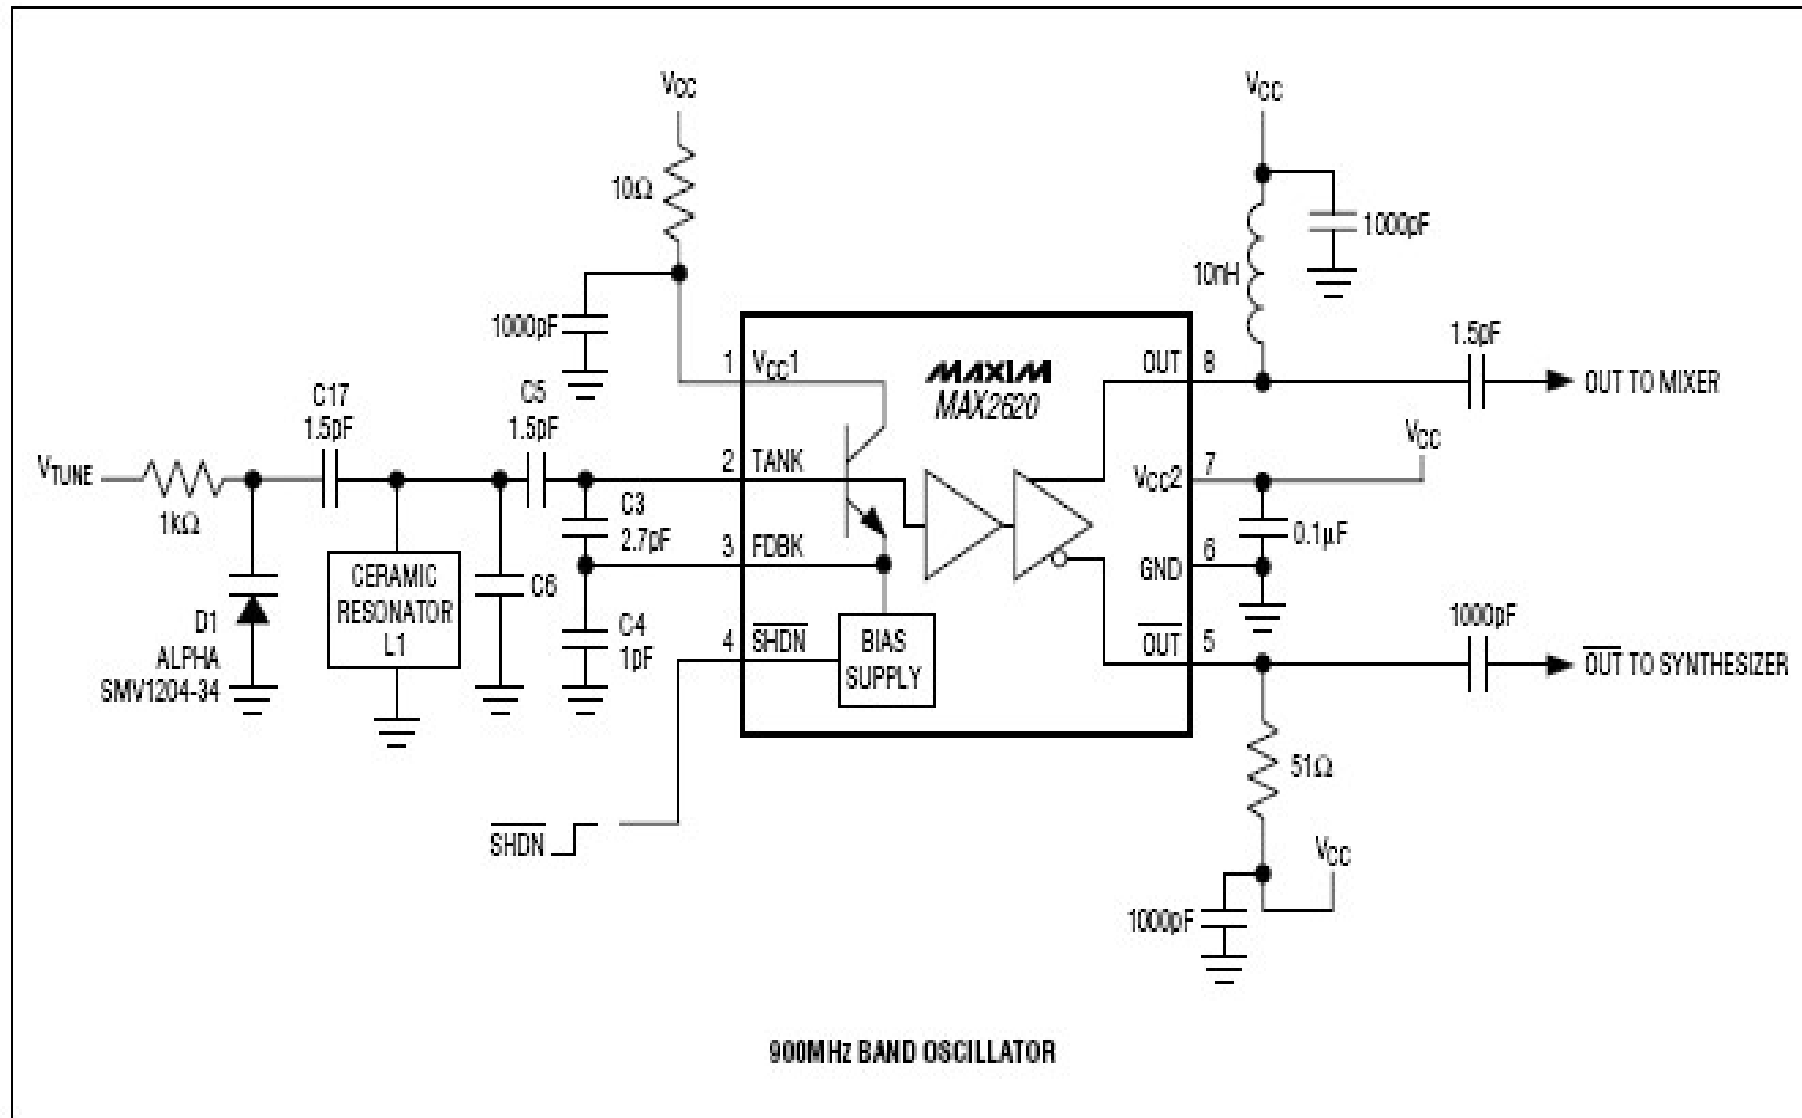 VCC
10Ω
1000pF
VCC
1000pF
10nH
1.5pF
OUT TO MIXER
C17
1.5pF
C5
1.5pF
VTUNE
1kΩ
D1
ALPHA
SMV1204-34
CERAMIC
RESONATOR
L1
C6
C3
2.7pF
C4
1pF
1 VCC1
2 TANK
3 FDBK
4 SHDN
MAXIM
MAX2620
BIAS
SUPPLY
OUT 8
VCC2 7
GND 6
OUT 5
VCC
0.1µF
1000pF
OUT TO SYNTHESIZER
51Ω
VCC
1000pF
SHDN
900MHz BAND OSCILLATOR